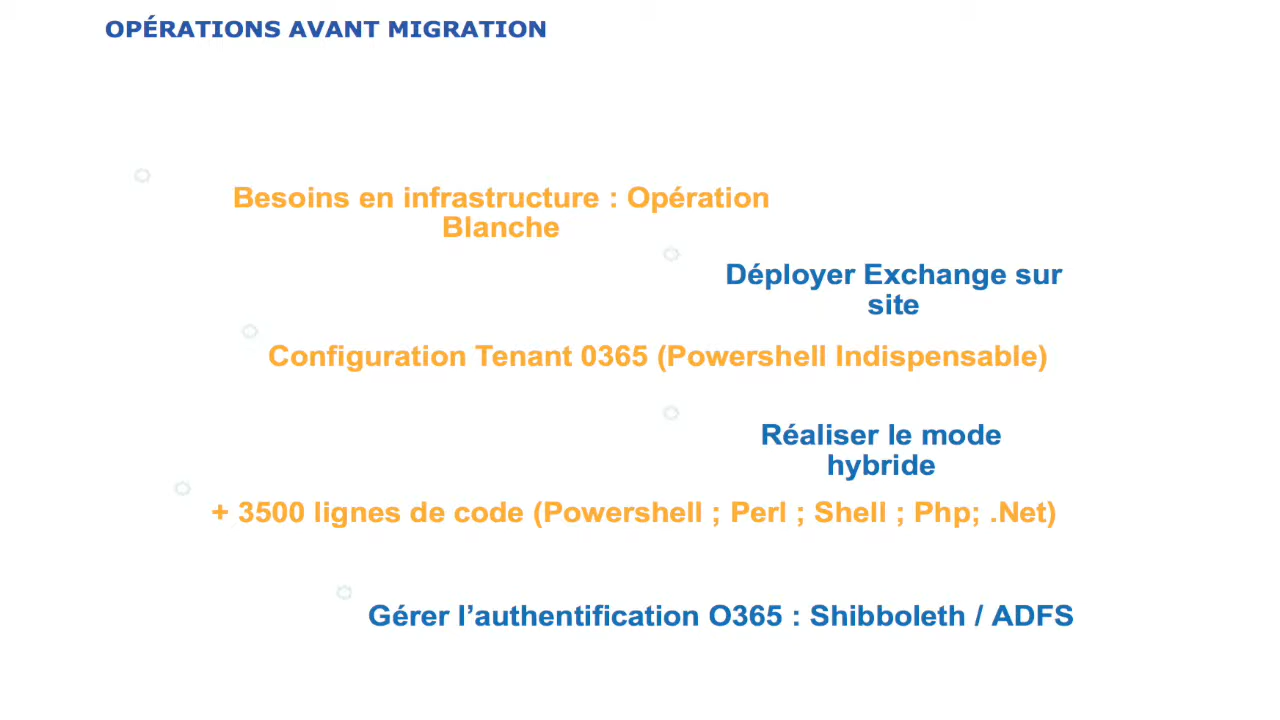 OPÉRATIONS AVANT MIGRATION
Besoins en infrastructure : Opération
Blanche
Déployer Exchange sur
site
Configuration Tenant 0365 (Powershell Indispensable)
Réaliser le mode
hybride
+ 3500 lignes de code (Powershell ; Perl ; Shell ; Php; .Net)
Gérer l’authentification O365 : Shibboleth / ADFS